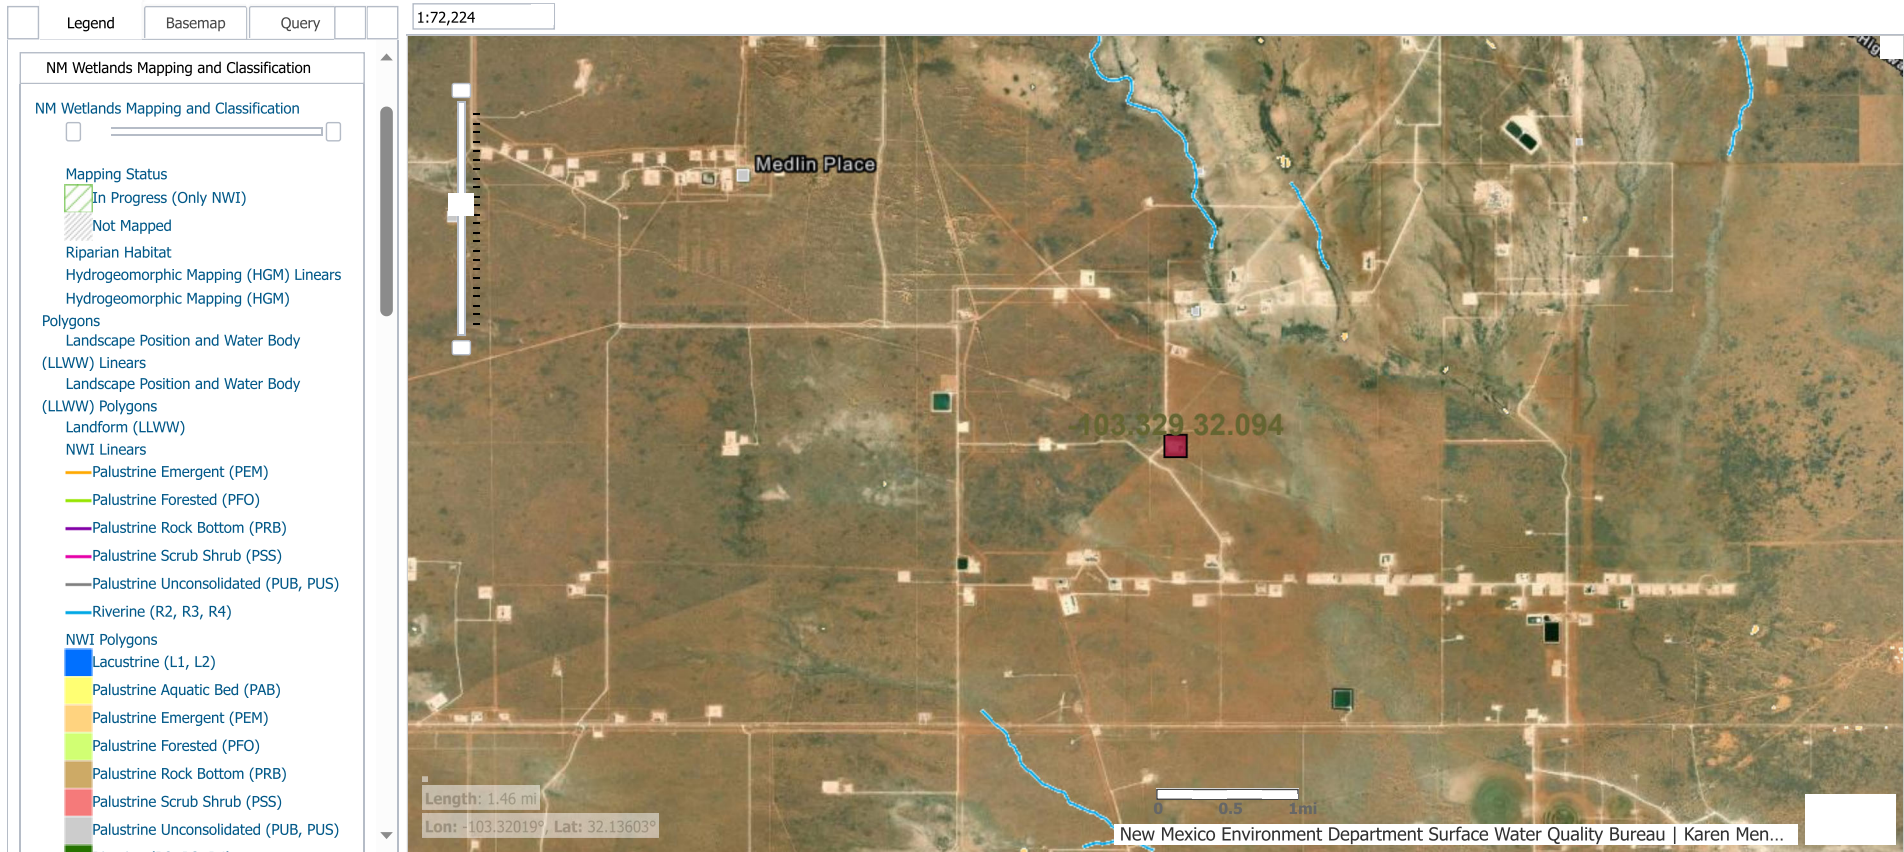 Legend
Basemap
Query
1:72,224
NM Wetlands Mapping and Classification
NM Wetlands Mapping and Classification
Mapping Status
In Progress (Only NWI)
Not Mapped
Riparian Habitat
Hydrogeomorphic Mapping (HGM) Linears
Hydrogeomorphic Mapping (HGM)
Polygons
Landscape Position and Water Body
(LLWW) Linears
Landscape Position and Water Body
(LLWW) Polygons
Landform (LLWW)
NWI Linears
Palustrine Emergent (PEM)
Palustrine Forested (PFO)
Palustrine Rock Bottom (PRB)
Palustrine Scrub Shrub (PSS)
Palustrine Unconsolidated (PUB, PUS)
Riverine (R2, R3, R4)
NWI Polygons
Lacustrine (L1, L2)
Palustrine Aquatic Bed (PAB)
Palustrine Emergent (PEM)
Palustrine Forested (PFO)
Palustrine Rock Bottom (PRB)
Palustrine Scrub Shrub (PSS)
Palustrine Unconsolidated (PUB, PUS)
Medlin Place
103.329 32.094
Length: 1.46 mi
Lon: -103.32019°, Lat: 32.13603°
0 0.5 1mi
New Mexico Environment Department Surface Water Quality Bureau | Karen Men...